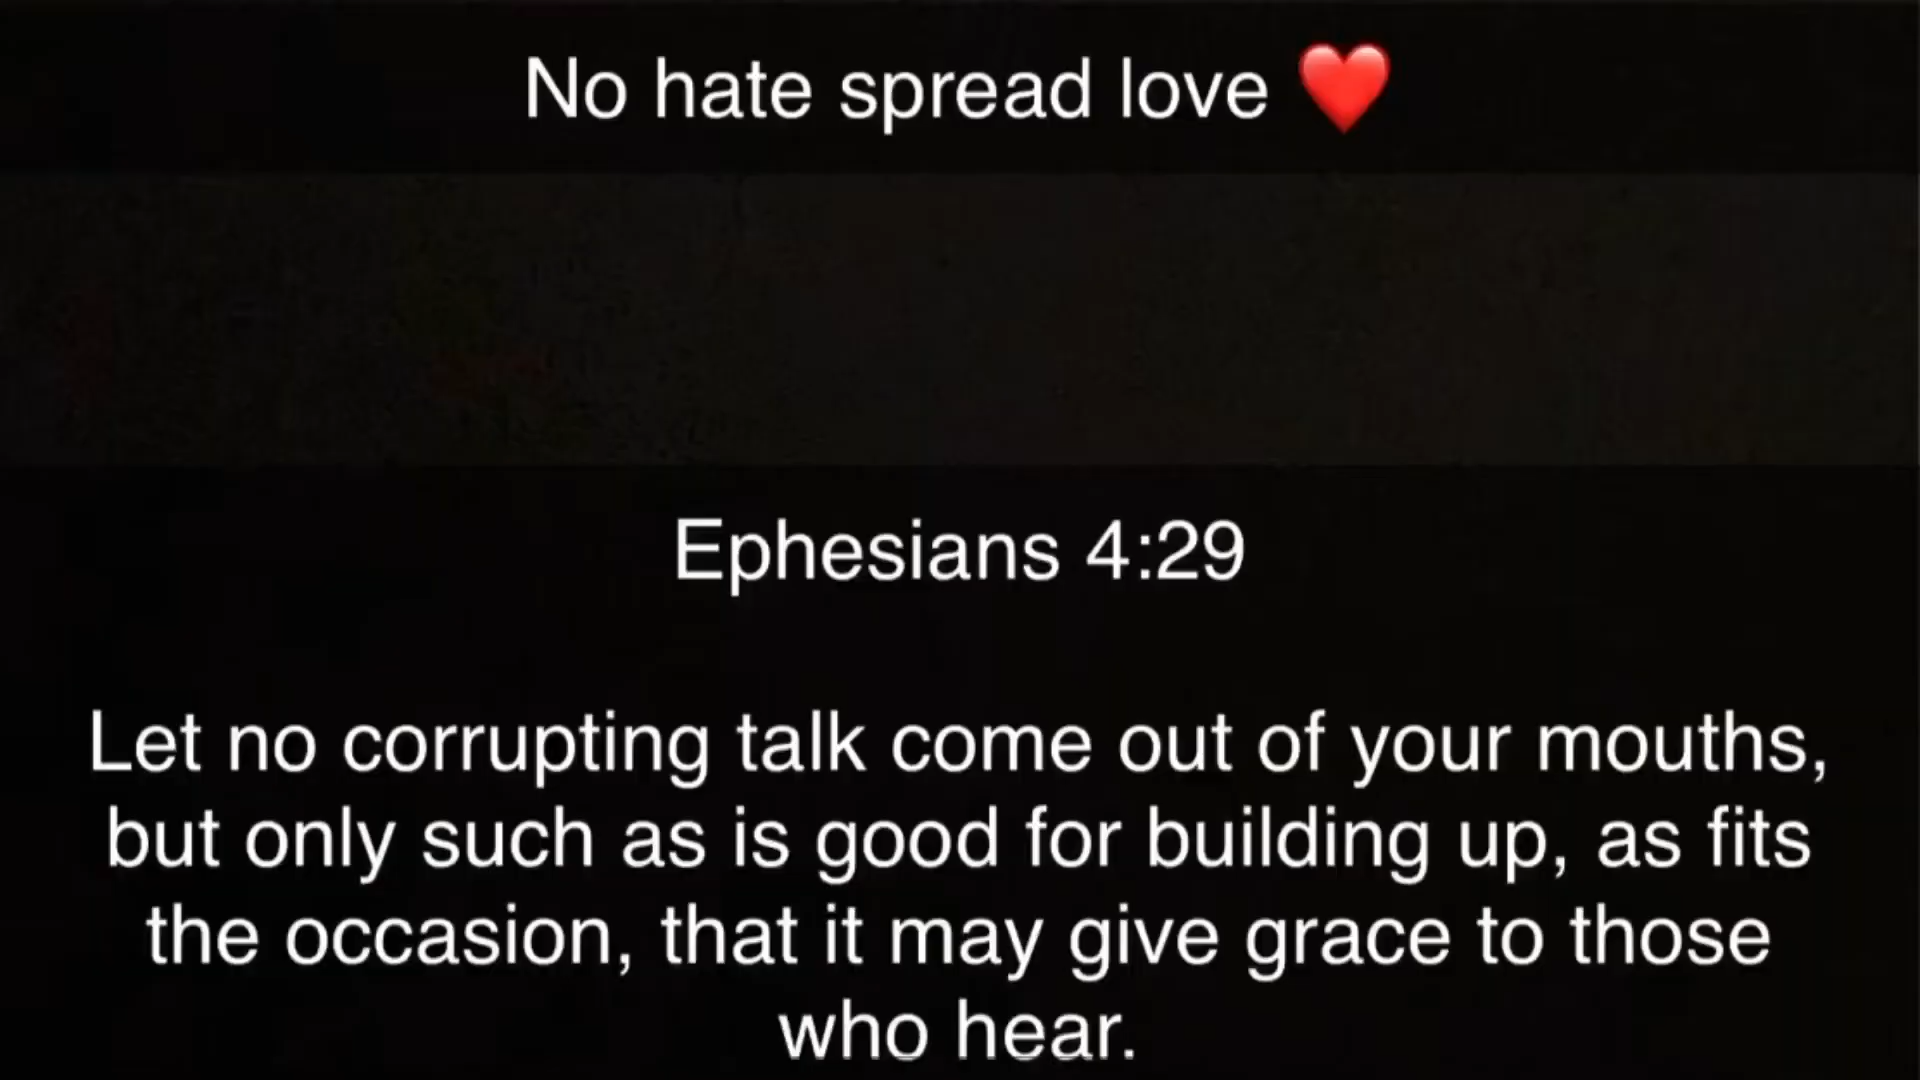 No hate spread love ❤️
Ephesians 4:29
Let no corrupting talk come out of your mouths,
but only such as is good for building up, as fits
the occasion, that it may give grace to those
who hear.